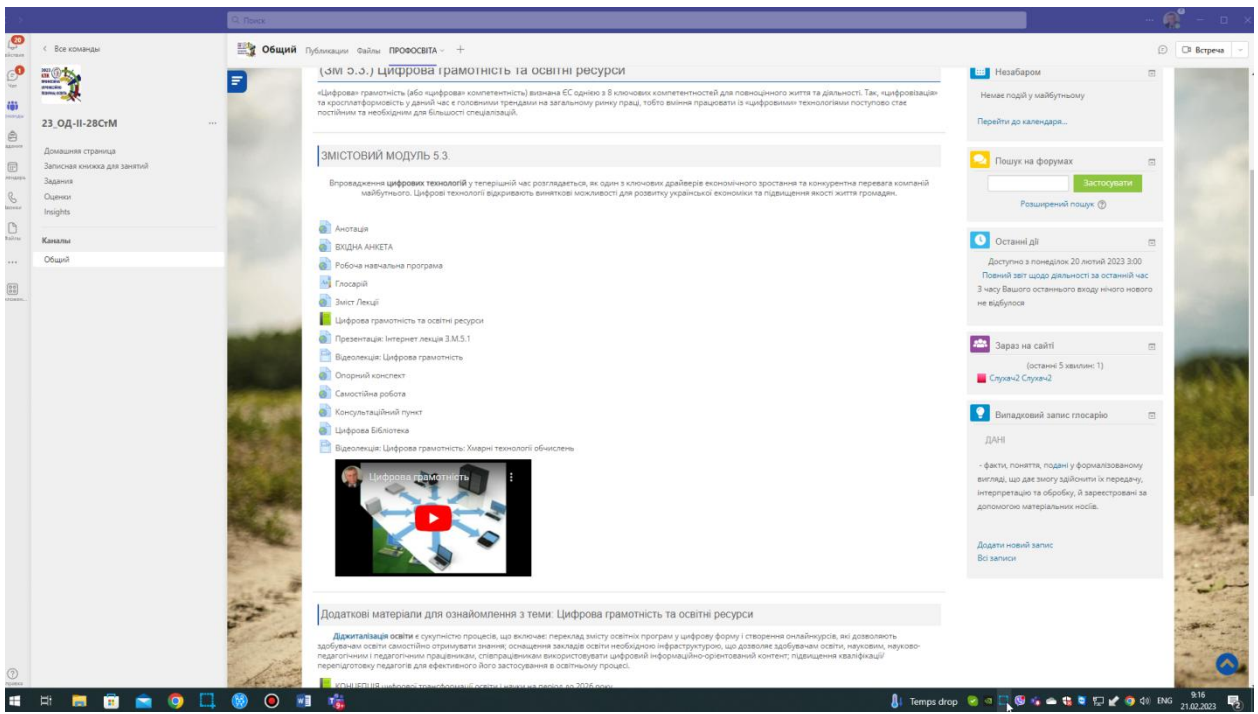 Поиск
20
Все команды
Общий
Публикации
Файлы
ПРОФОСВІТА
Встреча
23_ОД-ІІ-28СтМ
Домашняя страница
Записная книжка для занятий
Задания
Оценки
Insights
Каналы
Общий
(ЗМ 5.3.) Цифрова грамотність та освітні ресурси
«Цифрова» грамотність (або «цифрова» компетентність) визнана ЄС однією з 8 ключових компетентностей для повноцінного життя та діяльності. Так, «цифровізація»
та кросплатформовість у даний час є головними трендами на загальному ринку праці, тобто вміння працювати із «цифровими» технологіями поступово стає
постійним та необхідним для більшості спеціалізацій.
ЗМІСТОВИЙ МОДУЛЬ 5.3.
Впровадження цифрових технологій у теперішній час розглядається, як один з ключових драйверів економічного зростання та конкурентна перевага компаній
майбутнього. Цифрові технології відкривають виняткові можливості для розвитку української економіки та підвищення якості життя громадян.
Анотація
ВХІДНА АНКЕТА
Робоча навчальна програма
Глосарій
Зміст Лекції
Цифрова грамотність та освітні ресурси
Презентація: Інтернет лекція З.М.5.1
Відеолекція: Цифрова грамотність
Опорний конспект
Самостійна робота
Консультаційний пункт
Цифрова Бібліотека
Відеолекція: Цифрова грамотність: Хмарні технології обчислень
Цифрова грамотність
Додаткові матеріали для ознайомлення з теми: Цифрова грамотність та освітні ресурси
Діджиталізація освіти є сукупністю процесів, що включає: переклад змісту освітніх програм у цифрову форму і створення онлайнкурсів, які дозволяють
здобувачам освіти самостійно отримувати знання; оснащення закладів освіти необхідною інфраструктурою, що дозволяє здобувачам освіти, науковим, науково-
педагогічним і педагогічним працівникам, співпрацівникам використовувати цифровий інформаційно-орієнтований контент; підвищення кваліфікації/
перепідготовку педагогів для ефективного його застосування в освітньому процесі.
КОНЦЕПЦІЯ цифрової трансформації освіти і науки на період до 2026 року
Незабаром
Немає подій у майбутньому
Перейти до календаря...
Пошук на форумах
Застосувати
Розширений пошук
Останні дії
Доступно з понеділок 20 лютий 2023 3:00
Повний звіт щодо діяльності за останній час
З часу Вашого останнього входу нічого нового
не відбулося
Зараз на сайті
(останні 5 хвилин: 1)
Слухач2 Слухач2
Випадковий запис глосарію
ДАНІ
- факти, поняття, подані у формалізованому
вигляді, що дає змогу здійснити їх передачу,
інтерпретацію та обробку, й зареєстровані за
допомогою матеріальних носіїв.
Додати новий запис
Всі записи
Temps drop
ENG
9:16
21.02.2023